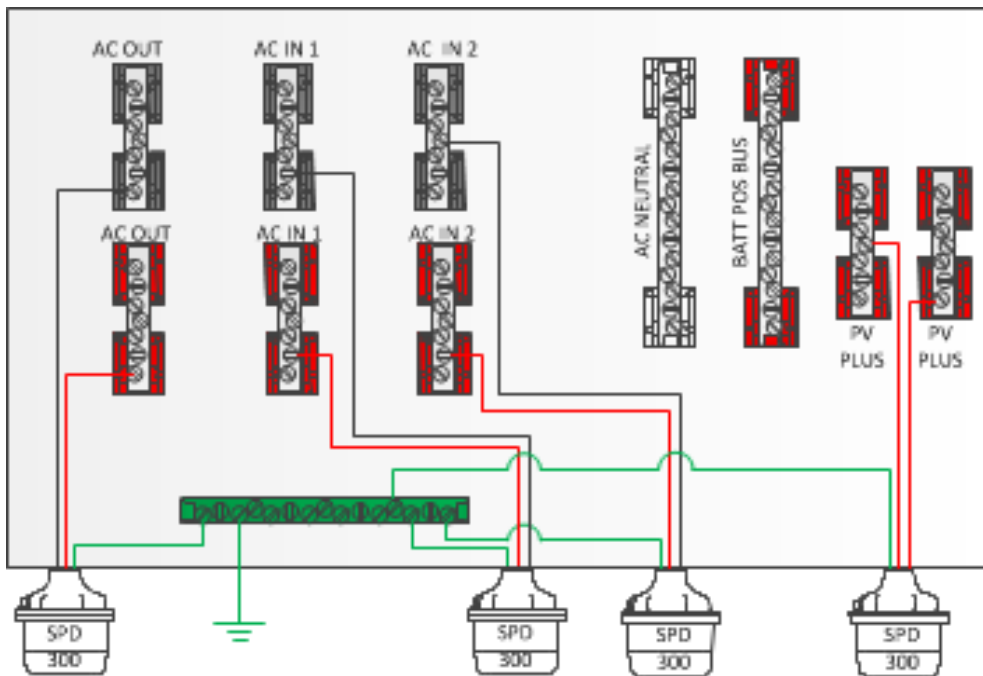 AC OUT
AC IN 1
AC IN 2
AC OUT
AC IN 1
AC IN 2
AC NEUTRAL
BATT POS BUS
PV
PLUS
PV
PLUS
SPD
300
SPD
300
SPD
300
SPD
300